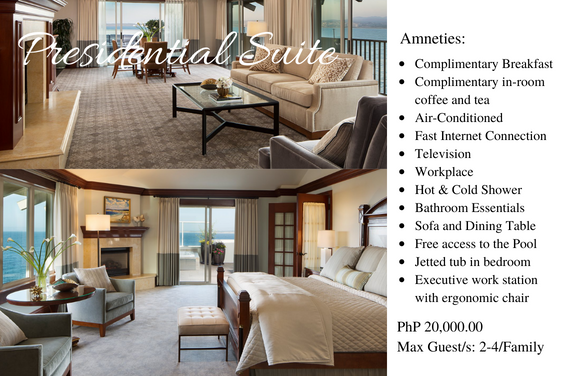 Presidential Suite
Amneties:
• Complimentary Breakfast
• Complimentary in-room
coffee and tea
• Air-Conditioned
• Fast Internet Connection
• Television
• Workplace
• Hot & Cold Shower
• Bathroom Essentials
• Sofa and Dining Table
• Free access to the Pool
• Jetted tub in bedroom
• Executive work station
with ergonomic chair
PhP 20,000.00
Max Guest/s: 2-4/Family